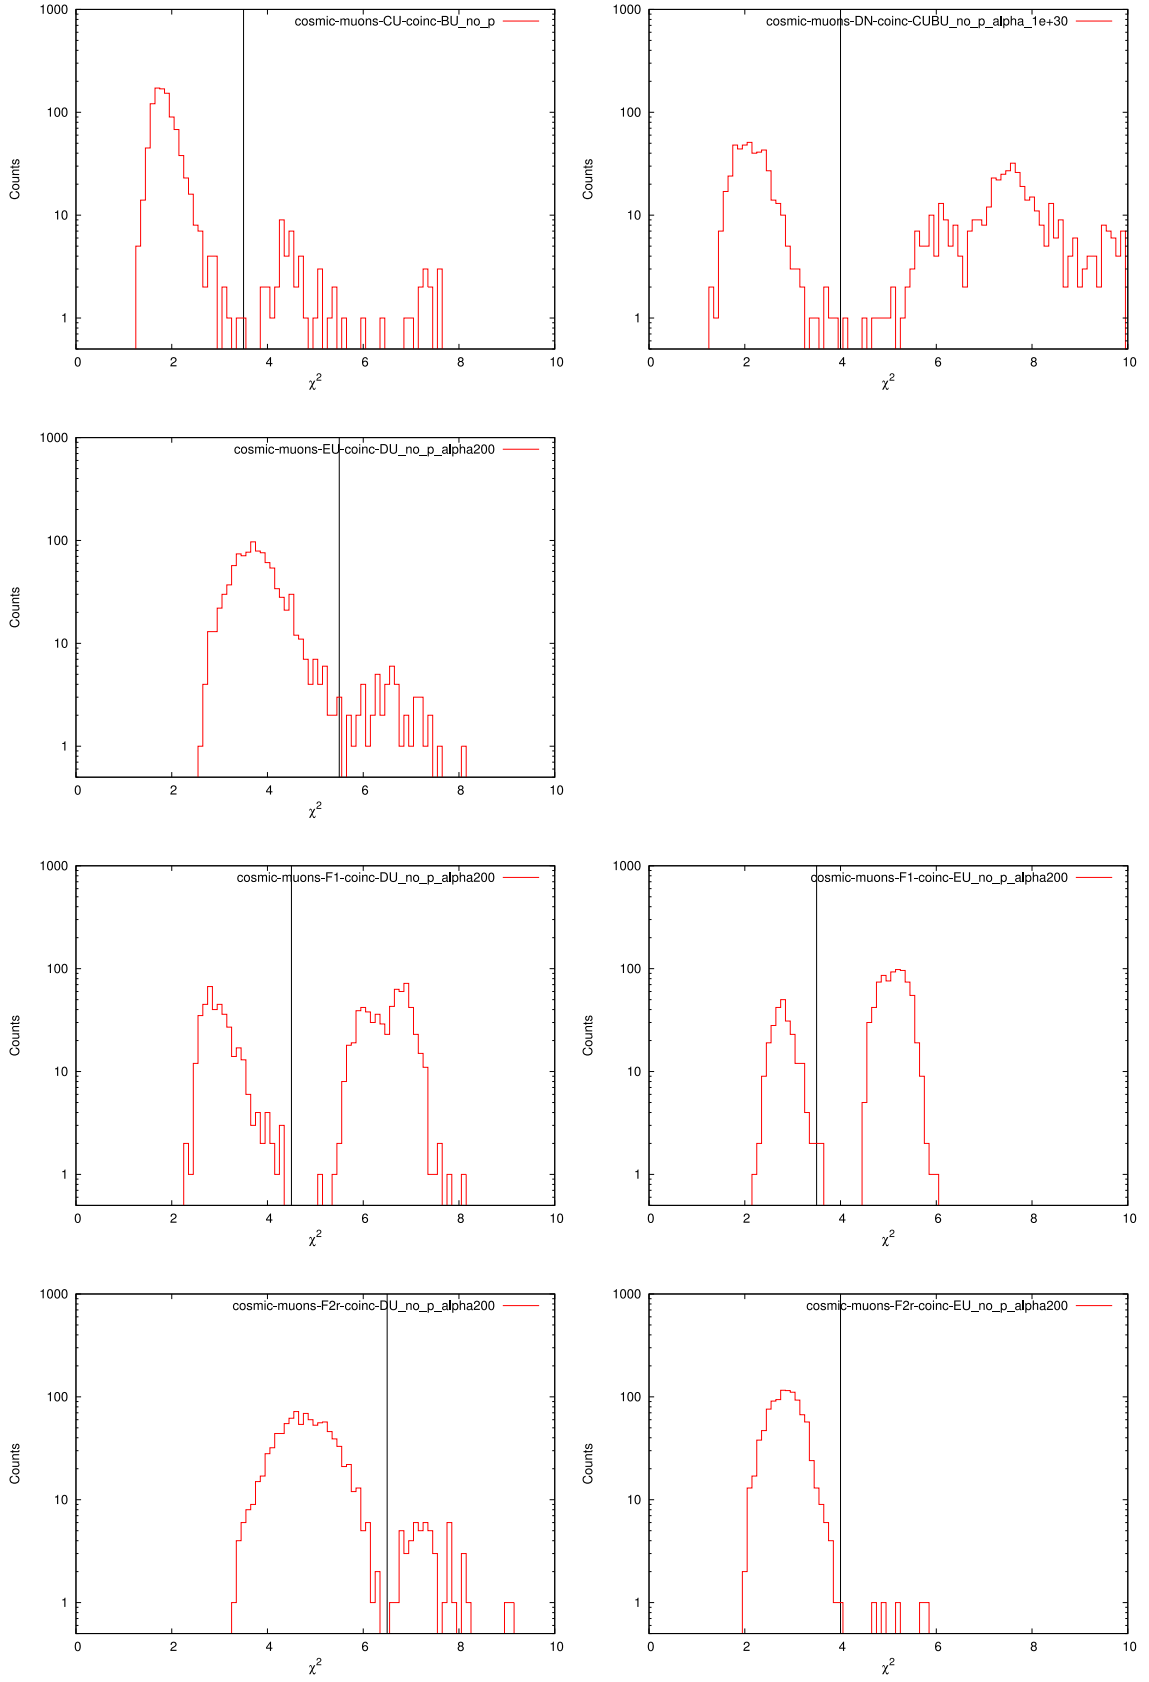 cosmic-muons-CU-coinc-BU_no_p
1000
100
10
1
Counts
0 2 4 6 8 10
χ2
cosmic-muons-DN-coinc-CUBU_no_p_alpha_1e+30
1000
100
10
1
Counts
0 2 4 6 8 10
χ2
cosmic-muons-EU-coinc-DU_no_p_alpha200
1000
100
10
1
Counts
0 2 4 6 8 10
χ2
cosmic-muons-F1-coinc-DU_no_p_alpha200
1000
100
10
1
Counts
0 2 4 6 8 10
χ2
cosmic-muons-F1-coinc-EU_no_p_alpha200
1000
100
10
1
Counts
0 2 4 6 8 10
χ2
cosmic-muons-F2r-coinc-DU_no_p_alpha200
1000
100
10
1
Counts
0 2 4 6 8 10
χ2
cosmic-muons-F2r-coinc-EU_no_p_alpha200
1000
100
10
1
Counts
0 2 4 6 8 10
χ2